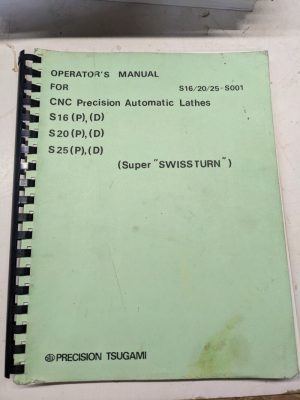 OPERATOR'S MANUAL
FOR S16/20/25-S001
CNC Precision Automatic Lathes
S16(P),(D)
S20(P),(D)
S25(P),(D)
(Super "SWISSTURN")
PRECISION TSUGAMI